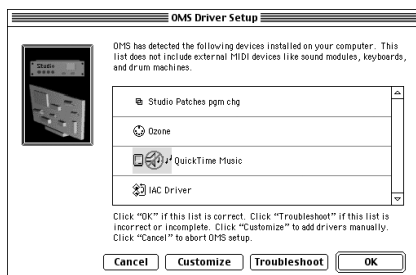 OMS Driver Setup
OMS has detected the following devices installed on your computer. This
list does not include external MIDI devices like sound modules, keyboards,
and drum machines.
Studio
Studio Patches pgm chg
Ozone
QuickTime Music
IAC Driver
Click “OK” if this list is correct. Click “Troubleshoot” if this list is
incorrect or incomplete. Click “Customize” to add drivers manually.
Click “Cancel” to abort OMS setup.
Cancel
Customize
Troubleshoot
OK